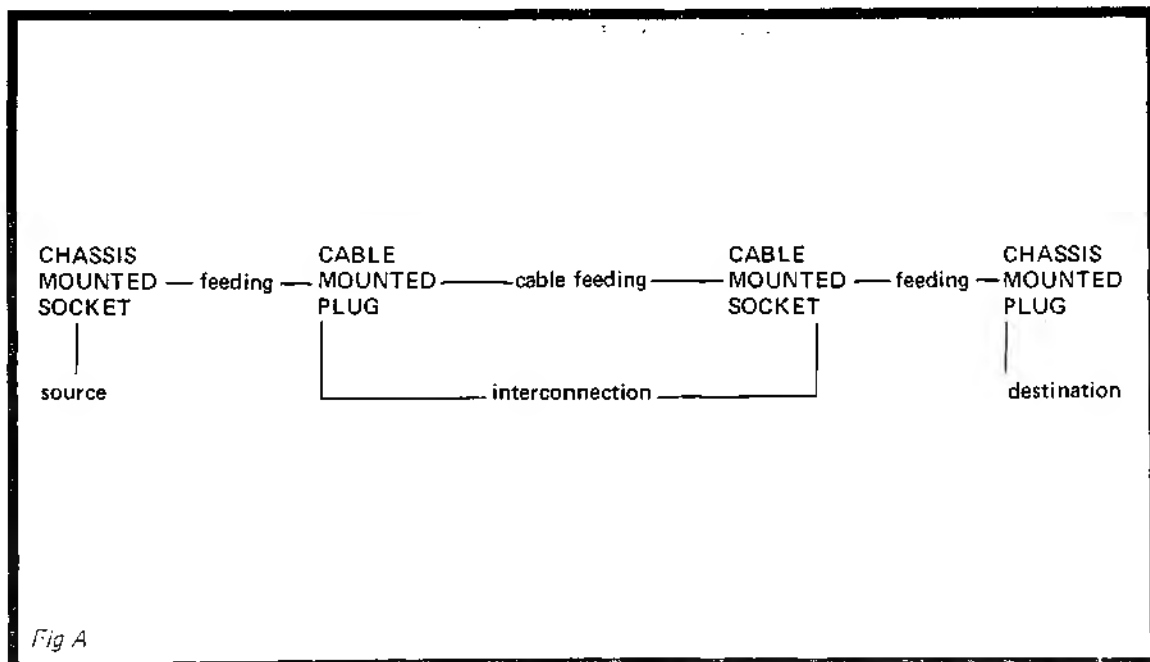 CHASSIS
MOUNTED
SOCKET
feeding
CABLE
MOUNTED
PLUG
cable feeding
CABLE
MOUNTED
SOCKET
feeding
CHASSIS
MOUNTED
PLUG
source
interconnection
destination
Fig A